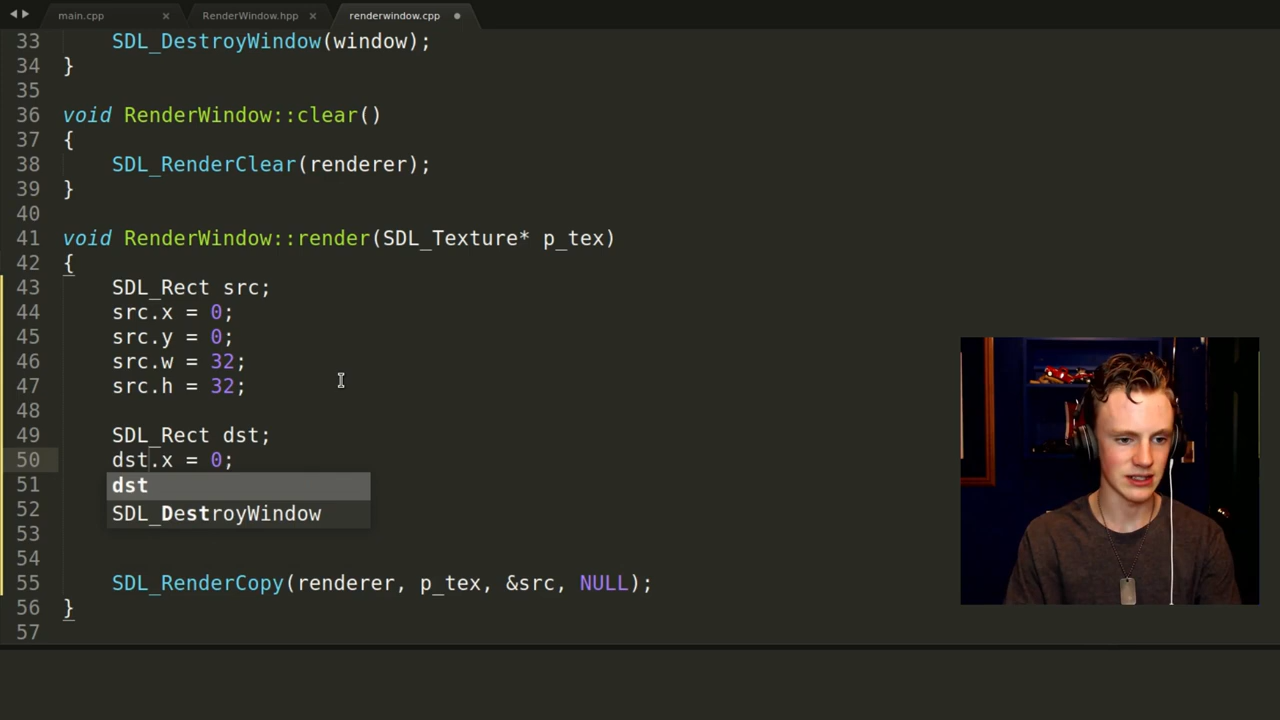 main.cpp × RenderWindow.hpp × renderwindow.cpp
33 SDL_DestroyWindow(window);
34 }
35
36 void RenderWindow::clear()
37 {
38 SDL_RenderClear(renderer);
39 }
40
41 void RenderWindow::render(SDL_Texture* p_tex)
42 {
43 SDL_Rect src;
44 src.x = 0;
45 src.y = 0;
46 src.w = 32;
47 src.h = 32;
48
49 SDL_Rect dst;
50 dst.x = 0;
51 dst
52 SDL_DestroyWindow
53
54
55 SDL_RenderCopy(renderer, p_tex, &src, NULL);
56 }
57